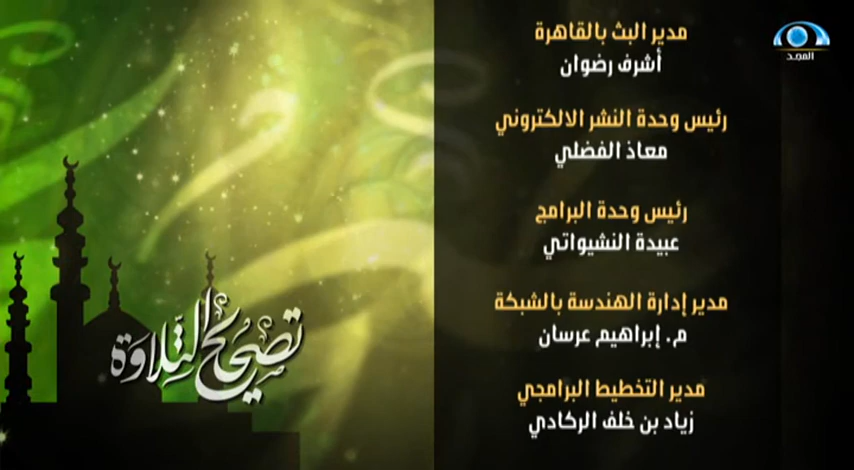 مدير البث بالقاهرة
أشرف رضوان
رئيس وحدة النشر الالكتروني
معاذ الفضلي
رئيس وحدة البرامج
عبيدة النشيواتي
مدير إدارة الهندسة بالشبكة
م. إبراهيم عرسان
مدير التخطيط البرامجي
زياد بن خلف الركادي
المجد
تصحيح التلاوة